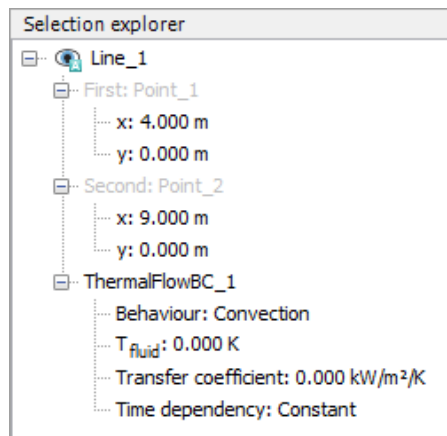 Selection explorer
Line_1
First: Point_1
x: 4.000 m
y: 0.000 m
Second: Point_2
x: 9.000 m
y: 0.000 m
ThermalFlowBC_1
Behaviour: Convection
T_fluid: 0.000 K
Transfer coefficient: 0.000 kW/m²/K
Time dependency: Constant